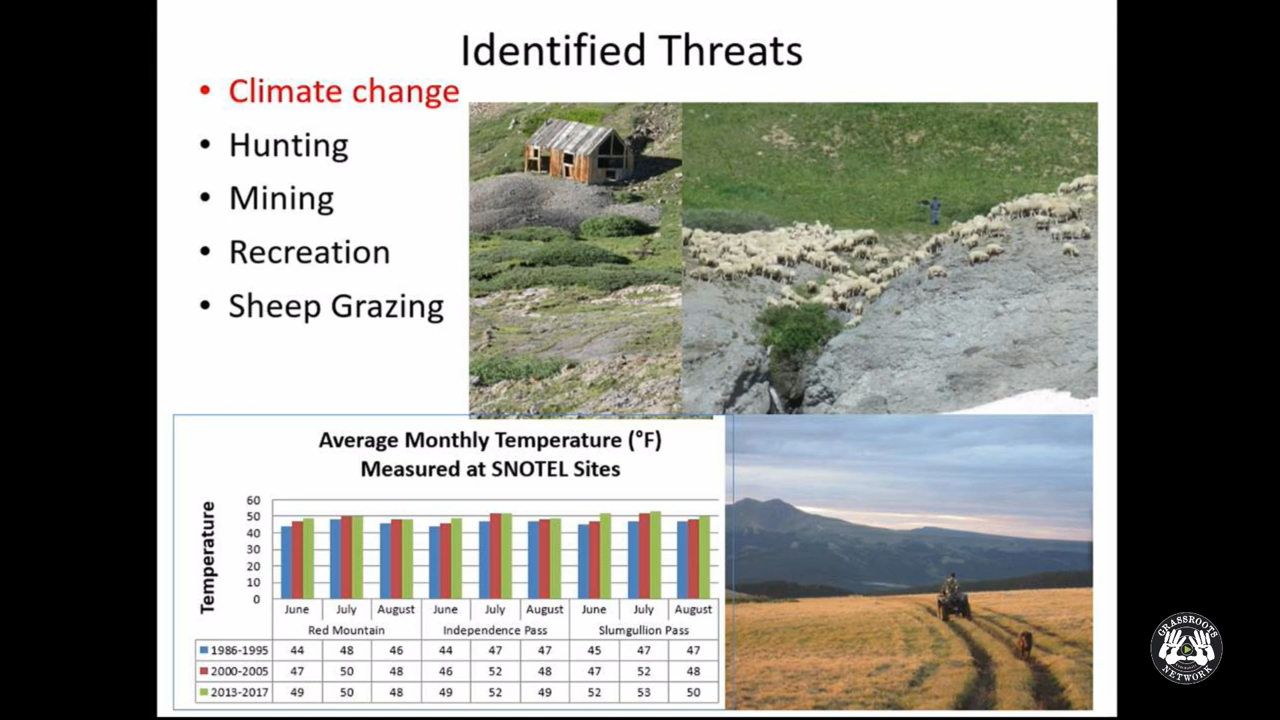 Identified Threats
• Climate change
• Hunting
• Mining
• Recreation
• Sheep Grazing
Average Monthly Temperature (°F)
Measured at SNOTEL Sites
Temperature
60
50
40
30
20
10
0
June July August June July August June July August
Red Mountain Independence Pass Slumgullion Pass
1986-1995 44 48 46 44 47 47 45 47 47
2000-2005 47 50 48 46 52 48 47 52 48
2013-2017 49 50 48 49 52 49 52 53 50
GRASSROOTS
NETWORK